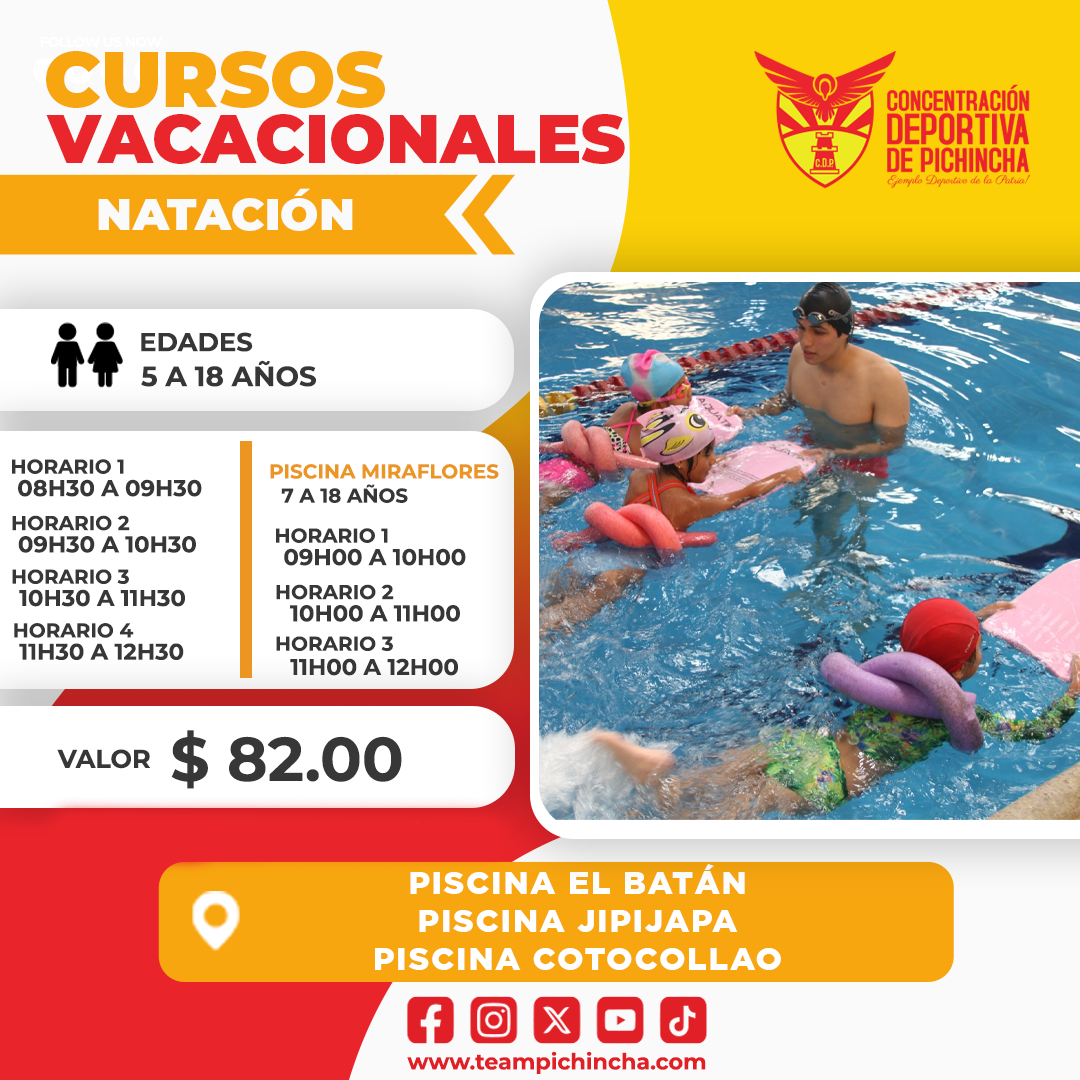 FOLLOW US NOW
CURSOS
VACACIONALES
NATACIÓN
C.D.P.
CONCENTRACIÓN
DEPORTIVA
DE PICHINCHA
Ejemplo Deportivo de la Patria!
EDADES
5 A 18 AÑOS
HORARIO 1
08H30 A 09H30
HORARIO 2
09H30 A 10H30
HORARIO 3
10H30 A 11H30
HORARIO 4
11H30 A 12H30
PISCINA MIRAFLORES
7 A 18 AÑOS
HORARIO 1
09H00 A 10H00
HORARIO 2
10H00 A 11H00
HORARIO 3
11H00 A 12H00
VALOR $ 82.00
PISCINA EL BATÁN
PISCINA JIPIJAPA
PISCINA COTOCOLLAO
www.teampichincha.com